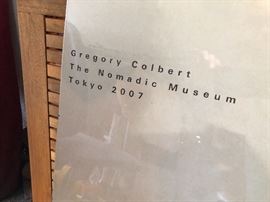 Gregory Colbert
The Nomadic Museum
Tokyo 2007